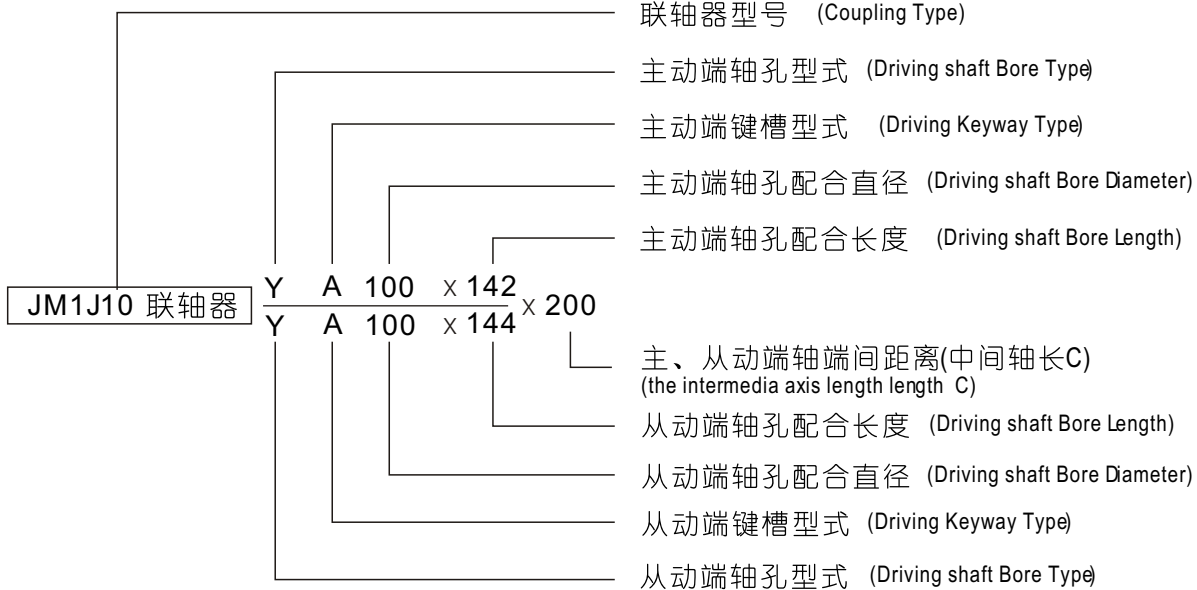 联轴器型号 (Coupling Type)
主动端轴孔型式 (Driving shaft Bore Type)
主动端键槽型式 (Driving Keyway Type)
主动端轴孔配合直径 (Driving shaft Bore Diameter)
主动端轴孔配合长度 (Driving shaft Bore Length)
JM1J10 联轴器
Y A 100 × 142
Y A 100 × 144
× 200
主、从动端轴端间距离(中间轴长C)
(the intermedia axis length length C)
从动端轴孔配合长度 (Driving shaft Bore Length)
从动端轴孔配合直径 (Driving shaft Bore Diameter)
从动端键槽型式 (Driving Keyway Type)
从动端轴孔型式 (Driving shaft Bore Type)